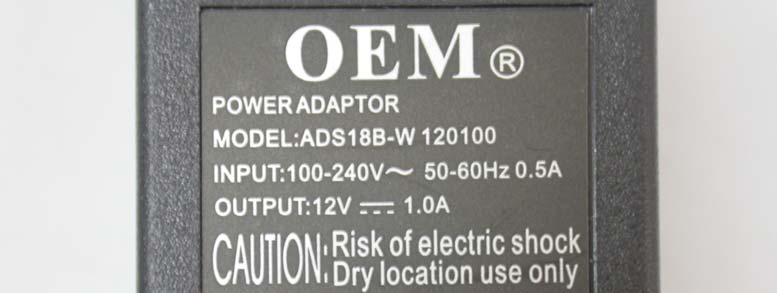 OEM®
POWER ADAPTOR
MODEL:ADS18B-W 120100
INPUT:100-240V～ 50-60Hz 0.5A
OUTPUT:12V ⎓ 1.0A
CAUTION: Risk of electric shock
Dry location use only